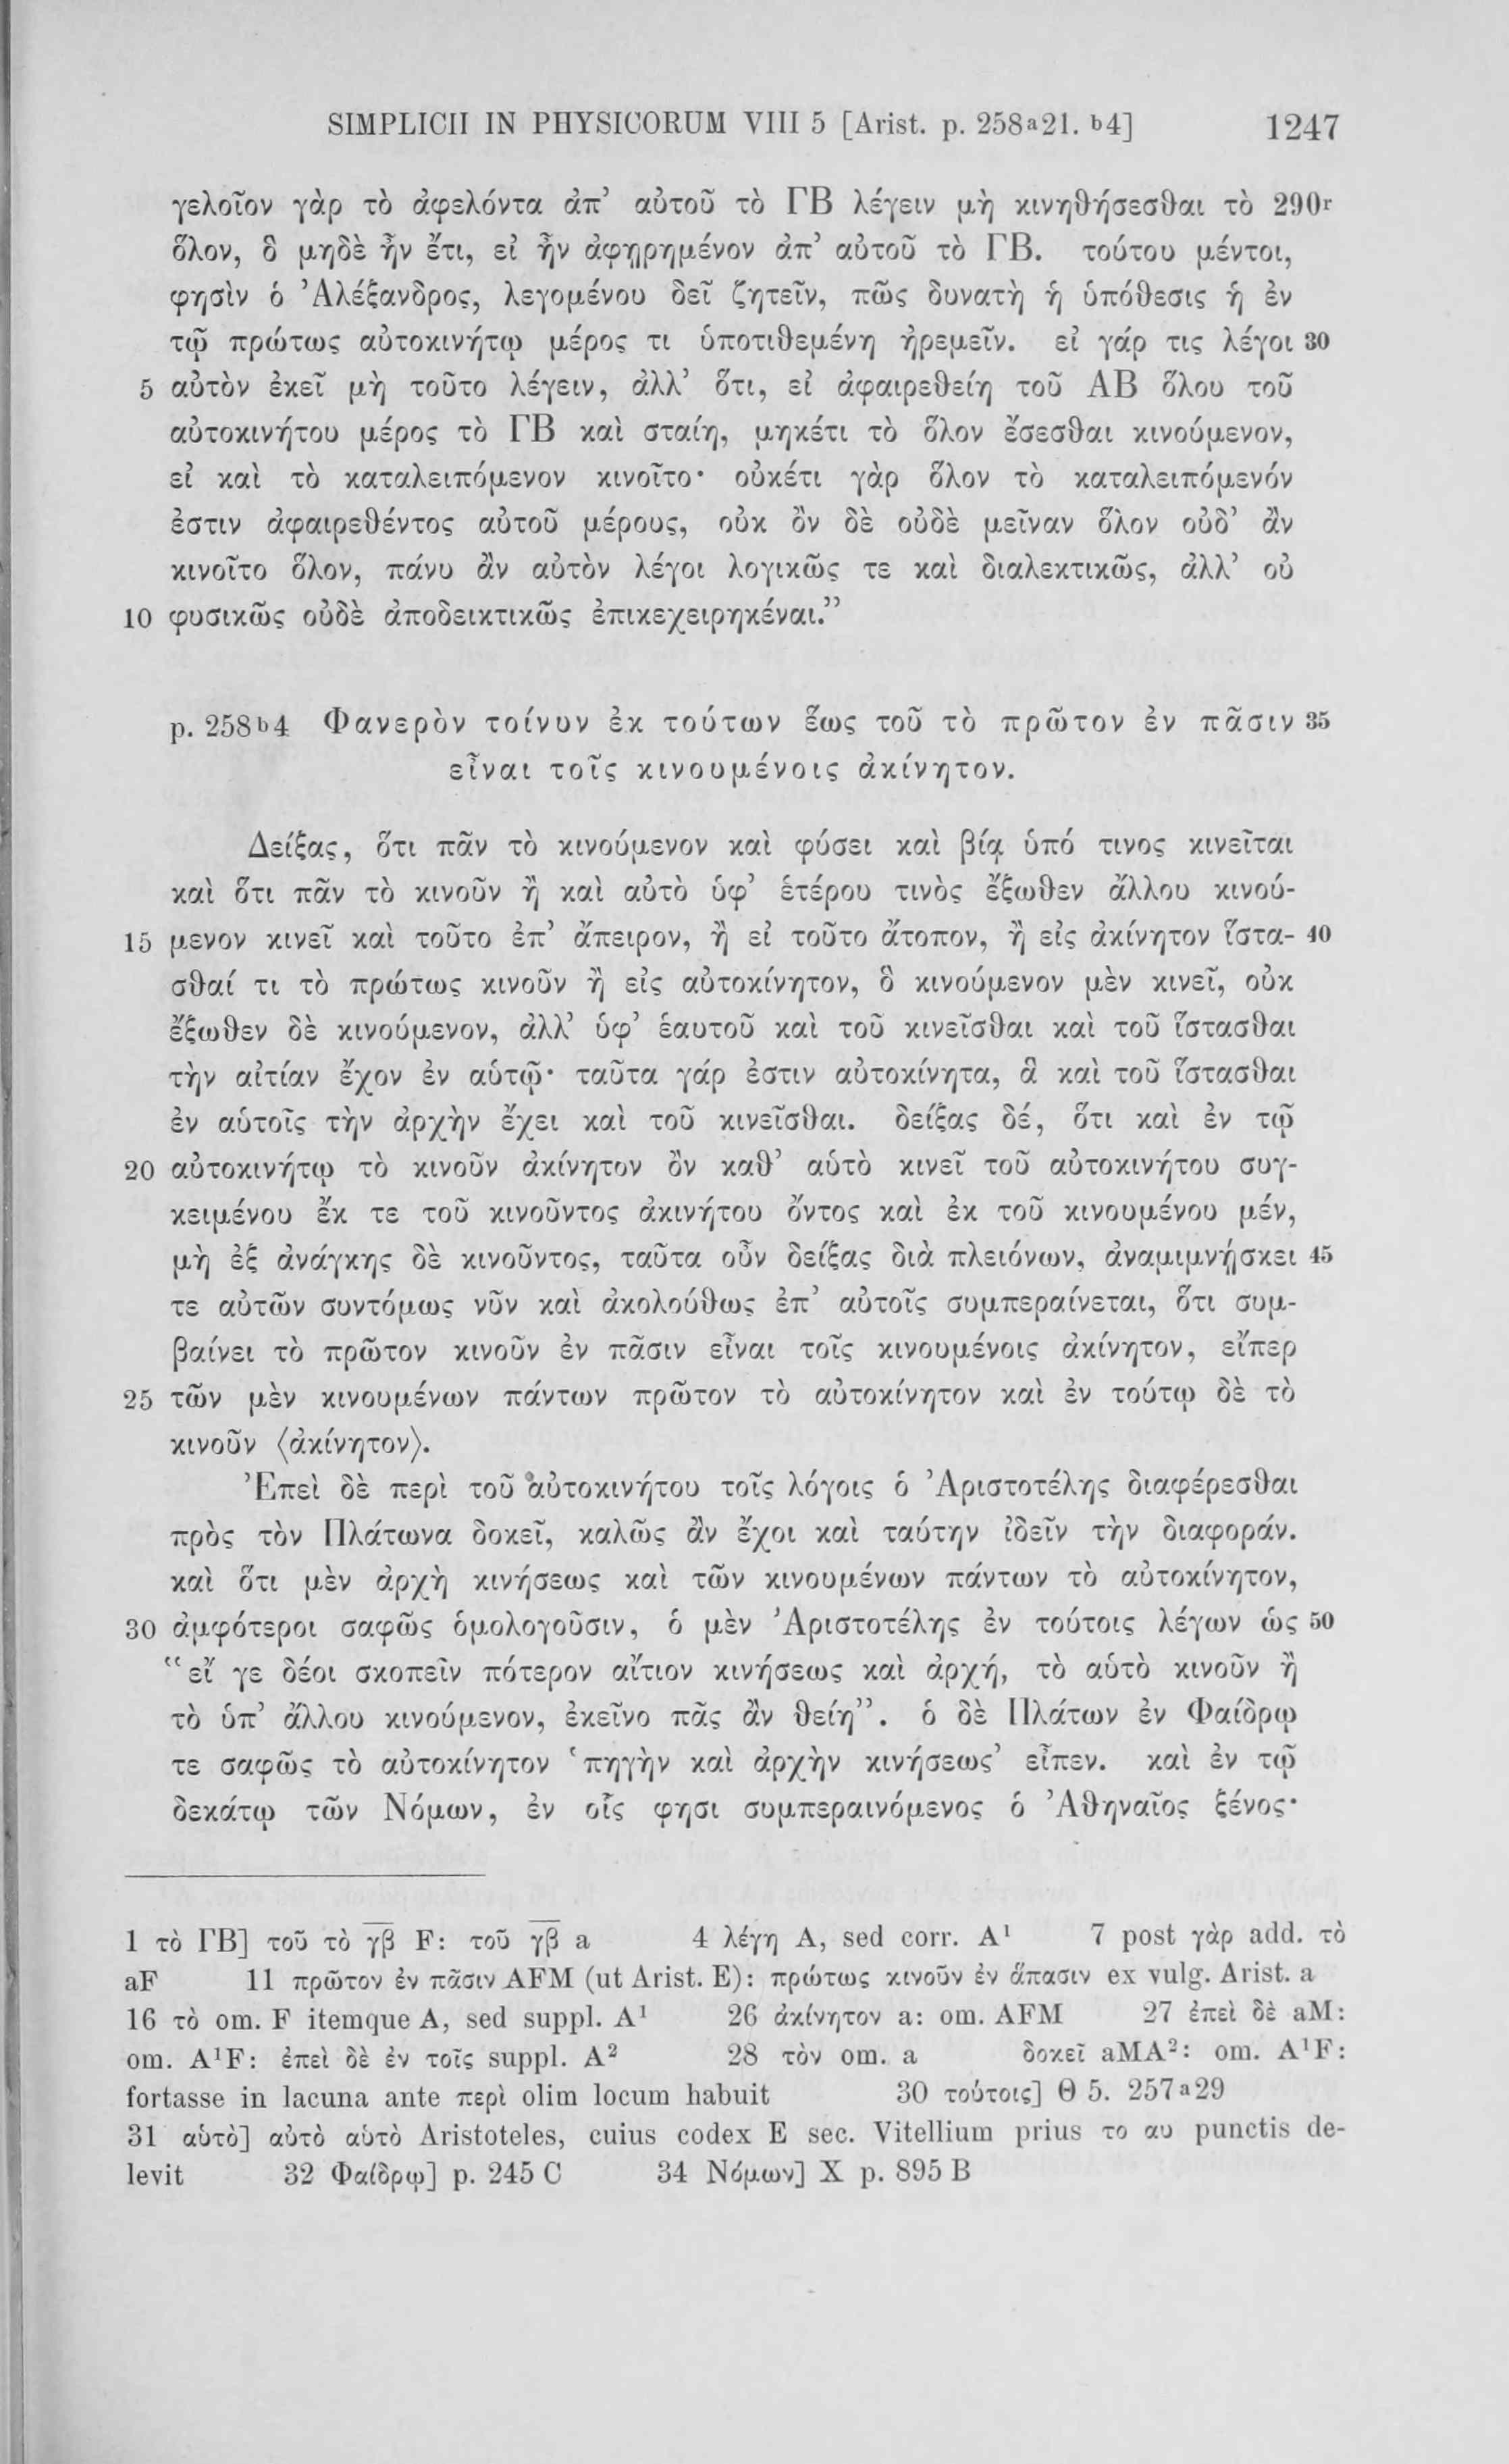 SIMPLICII IN PHYSICORUM VIII 5 [Arist. p. 258a21. b4] 1247
γελοῖον γὰρ τὸ ἀφελόντα ἀπ’ αὐτοῦ τὸ ΓΒ λέγειν μὴ κινηθήσεσθαι τὸ 290r
ὅλον, ὃ μηδὲ ἦν ἔτι, εἰ ἦν ἀφῃρημένον ἀπ’ αὐτοῦ τὸ ΓΒ. τούτου μέντοι,
φησὶν ὁ Ἀλέξανδρος, λεγομένου δεῖ ζητεῖν, πῶς δυνατὴ ἡ ὑπόθεσις ἡ ἐν
τῷ πρώτως αὐτοκινήτῳ μέρος τι ὑποτιθεμένη ἠρεμεῖν. εἰ γάρ τις λέγοι 30
5 αὐτὸν ἐκεῖ μὴ τοῦτο λέγειν, ἀλλ’ ὅτι, εἰ ἀφαιρεθείη τοῦ ΑΒ ὅλου τοῦ
αὐτοκινήτου μέρος τὸ ΓΒ καὶ σταίη, μηκέτι τὸ ὅλον ἔσεσθαι κινούμενον,
εἰ καὶ τὸ καταλειπόμενον κινοῖτο· οὐκέτι γὰρ ὅλον τὸ καταλειπόμενόν
ἐστιν ἀφαιρεθέντος αὐτοῦ μέρους, οὐκ ὂν δὲ οὐδὲ μεῖναν ὅλον οὐδ’ ἂν
κινοῖτο ὅλον, πάνυ ἂν αὐτὸν λέγοι λογικῶς τε καὶ διαλεκτικῶς, ἀλλ’ οὐ
10 φυσικῶς οὐδὲ ἀποδεικτικῶς ἐπικεχειρηκέναι.”
p. 258b4 Φανερὸν τοίνυν ἐκ τούτων ἕως τοῦ τὸ πρῶτον ἐν πᾶσιν 35
εἶναι τοῖς κινουμένοις ἀκίνητον.
Δείξας, ὅτι πᾶν τὸ κινούμενον καὶ φύσει καὶ βίᾳ ὑπό τινος κινεῖται
καὶ ὅτι πᾶν τὸ κινοῦν ἢ καὶ αὐτὸ ὑφ’ ἑτέρου τινὸς ἔξωθεν ἄλλου κινού-
15 μενον κινεῖ καὶ τοῦτο ἐπ’ ἄπειρον, ἢ εἰ τοῦτο ἄτοπον, ἢ εἰς ἀκίνητον ἵστα- 40
σθαί τι τὸ πρώτως κινοῦν ἢ εἰς αὐτοκίνητον, ὃ κινούμενον μὲν κινεῖ, οὐκ
ἔξωθεν δὲ κινούμενον, ἀλλ’ ὑφ’ ἑαυτοῦ καὶ τοῦ κινεῖσθαι καὶ τοῦ ἵστασθαι
τὴν αἰτίαν ἔχον ἐν αὑτῷ· ταῦτα γάρ ἐστιν αὐτοκίνητα, ἃ καὶ τοῦ ἵστασθαι
ἐν αὑτοῖς τὴν ἀρχὴν ἔχει καὶ τοῦ κινεῖσθαι. δείξας δέ, ὅτι καὶ ἐν τῷ
20 αὐτοκινήτῳ τὸ κινοῦν ἀκίνητον ὂν καθ’ αὑτὸ κινεῖ τοῦ αὐτοκινήτου συγ-
κειμένου ἔκ τε τοῦ κινοῦντος ἀκινήτου ὄντος καὶ ἐκ τοῦ κινουμένου μέν,
μὴ ἐξ ἀνάγκης δὲ κινοῦντος, ταῦτα οὖν δείξας διὰ πλειόνων, ἀναμιμνῄσκει 45
τε αὐτῶν συντόμως νῦν καὶ ἀκολούθως ἐπ’ αὐτοῖς συμπεραίνεται, ὅτι συμ-
βαίνει τὸ πρῶτον κινοῦν ἐν πᾶσιν εἶναι τοῖς κινουμένοις ἀκίνητον, εἴπερ
25 τῶν μὲν κινουμένων πάντων πρῶτον τὸ αὐτοκίνητον καὶ ἐν τούτῳ δὲ τὸ
κινοῦν ⟨ἀκίνητον⟩.
Ἐπεὶ δὲ περὶ τοῦ αὐτοκινήτου τοῖς λόγοις ὁ Ἀριστοτέλης διαφέρεσθαι
πρὸς τὸν Πλάτωνα δοκεῖ, καλῶς ἂν ἔχοι καὶ ταύτην ἰδεῖν τὴν διαφοράν.
καὶ ὅτι μὲν ἀρχὴ κινήσεως καὶ τῶν κινουμένων πάντων τὸ αὐτοκίνητον,
30 ἀμφότεροι σαφῶς ὁμολογοῦσιν, ὁ μὲν Ἀριστοτέλης ἐν τούτοις λέγων ὡς 50
“εἴ γε δέοι σκοπεῖν πότερον αἴτιον κινήσεως καὶ ἀρχή, τὸ αὑτὸ κινοῦν ἢ
τὸ ὑπ’ ἄλλου κινούμενον, ἐκεῖνο πᾶς ἂν θείη”. ὁ δὲ Πλάτων ἐν Φαίδρῳ
τε σαφῶς τὸ αὐτοκίνητον ‘πηγὴν καὶ ἀρχὴν κινήσεως’ εἶπεν. καὶ ἐν τῷ
δεκάτῳ τῶν Νόμων, ἐν οἷς φησι συμπεραινόμενος ὁ Ἀθηναῖος ξένος·
1 τὸ ΓΒ] τοῦ τὸ γβ F: τοῦ γβ a 4 λέγη A, sed corr. A¹ 7 post γὰρ add. τὸ
aF 11 πρῶτον ἐν πᾶσιν AFM (ut Arist. E): πρώτως κινοῦν ἐν ἅπασιν ex vulg. Arist. a
16 τὸ om. F itemque A, sed suppl. A¹ 26 ἀκίνητον a: om. AFM 27 ἐπεὶ δὲ aM:
om. A¹F: ἐπεὶ δὲ ἐν τοῖς suppl. A² 28 τὸν om. a δοκεῖ aMA²: om. A¹F:
fortasse in lacuna ante περὶ olim locum habuit 30 τούτοις] Θ 5. 257a29
31 αὑτὸ] αὐτὸ αὑτὸ Aristoteles, cuius codex E sec. Vitellium prius το αυ punctis de-
levit 32 Φαίδρῳ] p. 245 C 34 Νόμων] X p. 895 B